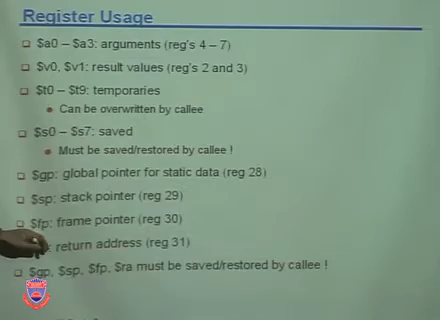 Register Usage
$a0 – $a3: arguments (reg's 4 – 7)
$v0, $v1: result values (reg's 2 and 3)
$t0 – $t9: temporaries
Can be overwritten by callee
$s0 – $s7: saved
Must be saved/restored by callee !
$gp: global pointer for static data (reg 28)
$sp: stack pointer (reg 29)
$fp: frame pointer (reg 30)
: return address (reg 31)
$gp, $sp, $fp, $ra must be saved/restored by callee !